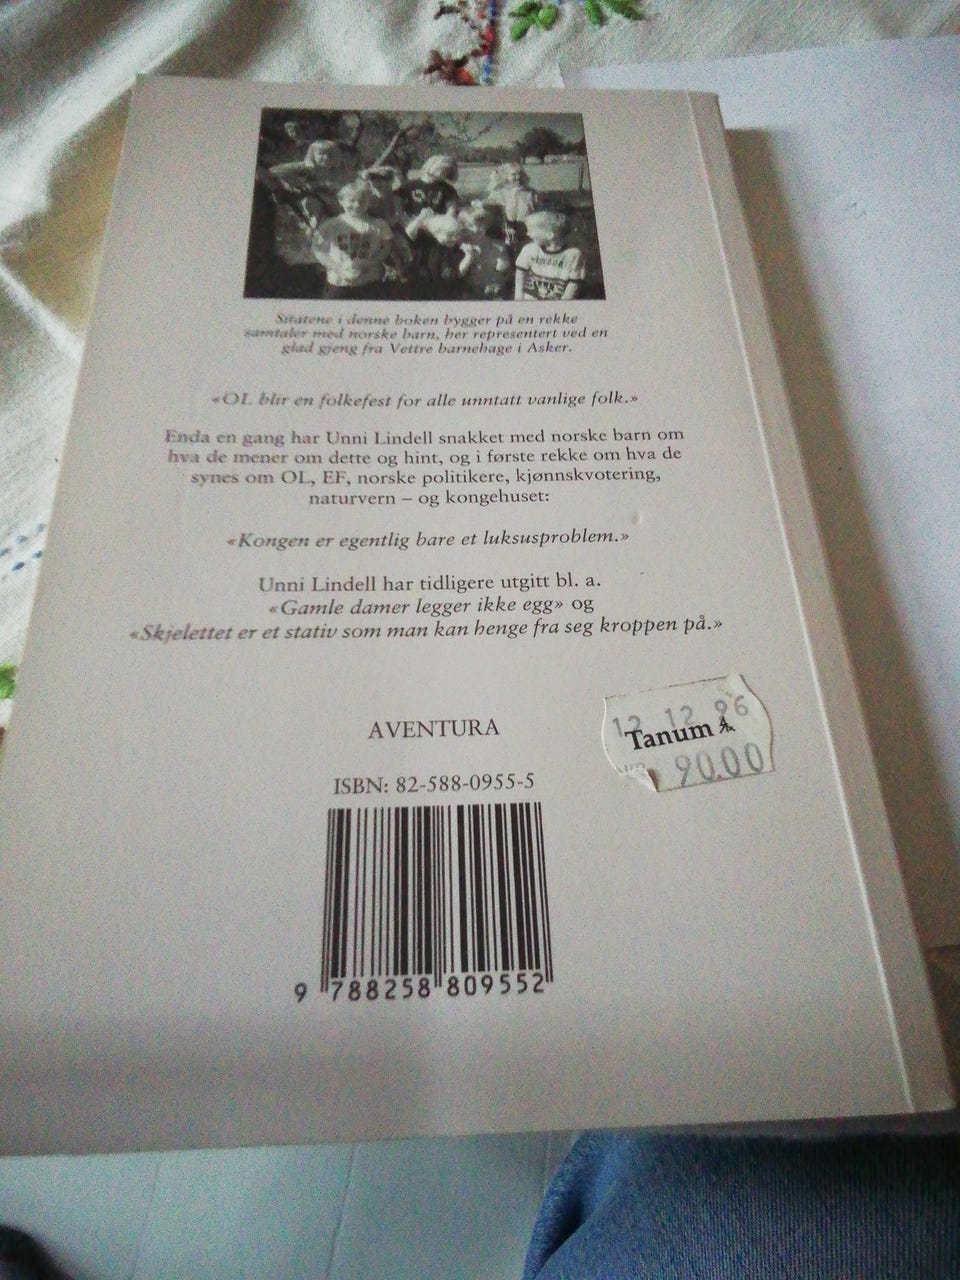 Sitatene i denne boken bygger på en rekke
samtaler med norske barn, her representert ved en
glad gjeng fra Vettre barnehage i Asker.
«OL blir en folkefest for alle unntatt vanlige folk.»
Enda en gang har Unni Lindell snakket med norske barn om
hva de mener om dette og hint, og i første rekke om hva de
synes om OL, EF, norske politikere, kjønnskvotering,
naturvern – og kongehuset:
«Kongen er egentlig bare et luksusproblem.»
Unni Lindell har tidligere utgitt bl. a.
«Gamle damer legger ikke egg» og
«Skjelettet er et stativ som man kan henge fra seg kroppen på.»
12 12 96
Tanum
90.00
AVENTURA
ISBN: 82-588-0955-5
9 788258 809552